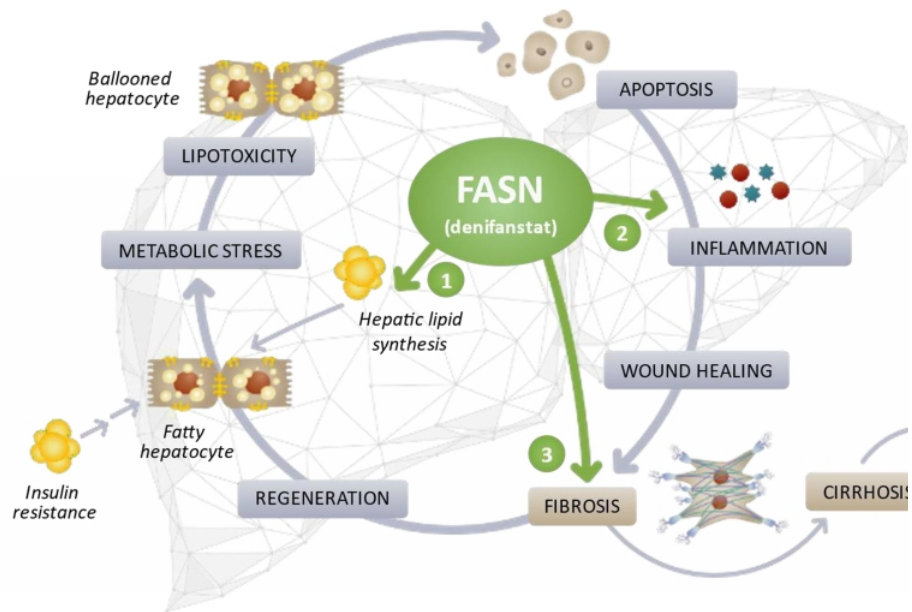 Ballooned
hepatocyte
APOPTOSIS
LIPOTOXICITY
FASN
(denifanstat)
2
METABOLIC STRESS
INFLAMMATION
1
Hepatic lipid
synthesis
WOUND HEALING
Fatty
hepatocyte
3
Insulin
resistance
REGENERATION
FIBROSIS
CIRRHOSIS